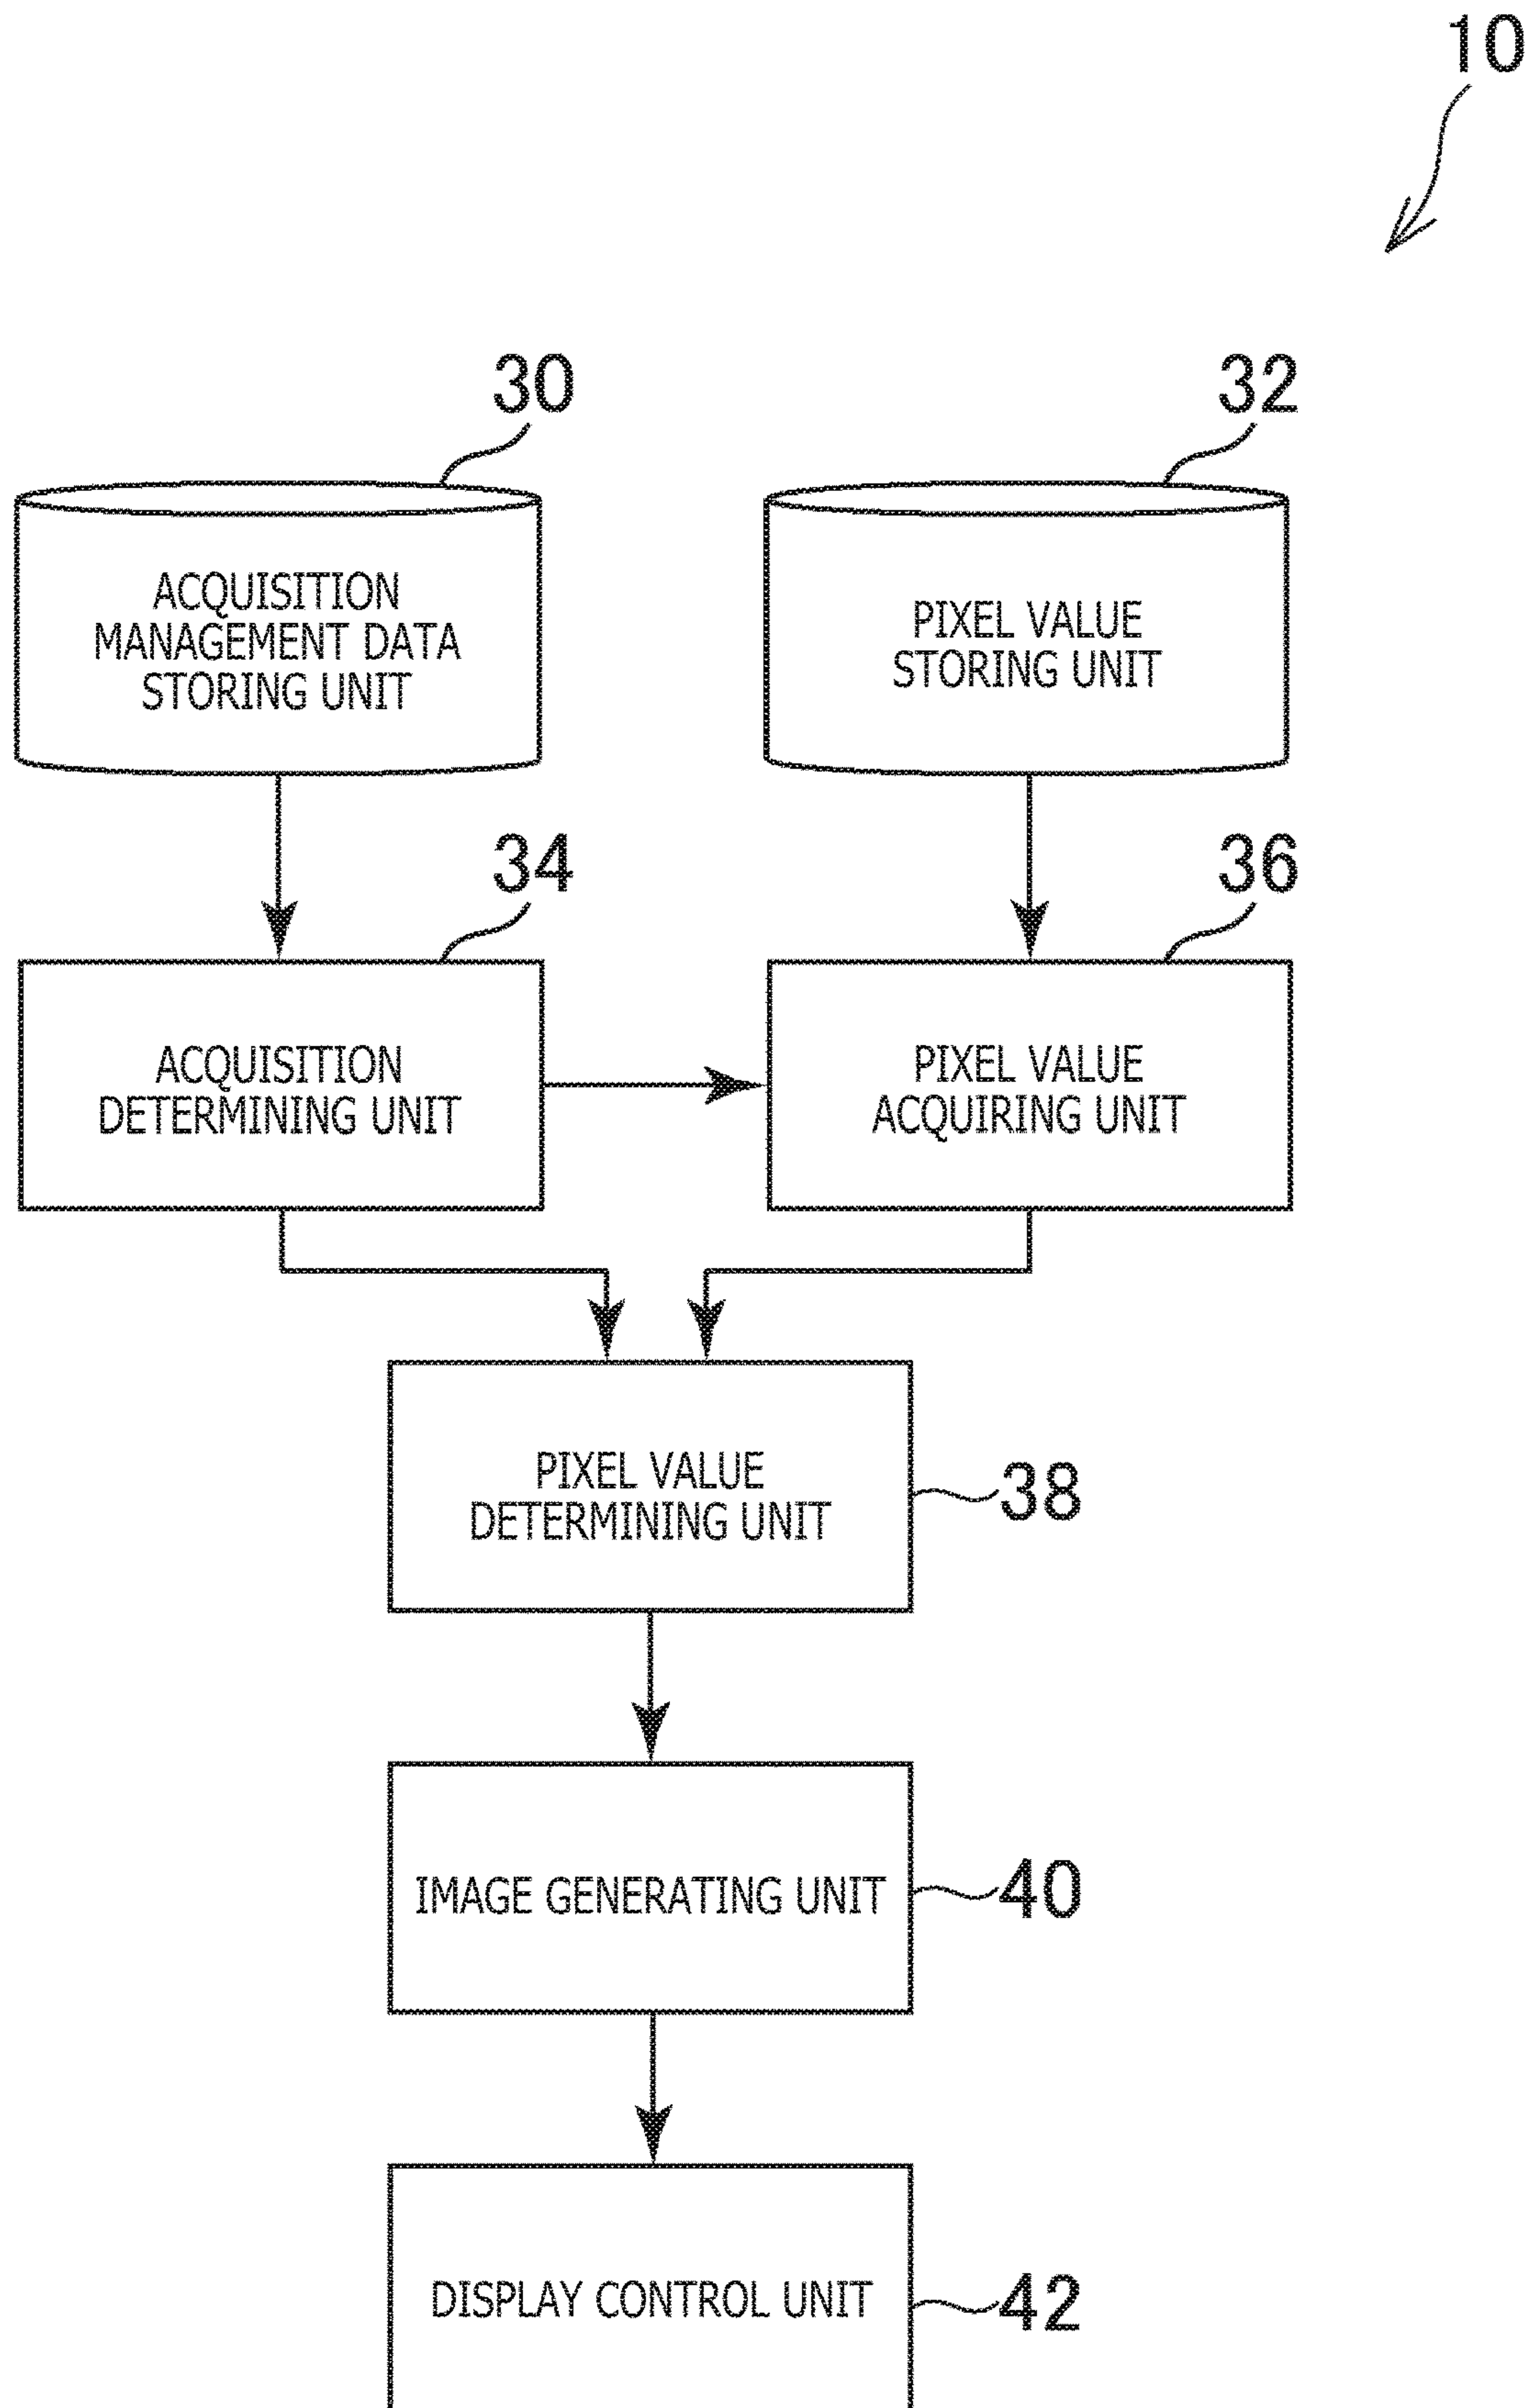 10
30
32
ACQUISITION
MANAGEMENT DATA
STORING UNIT
PIXEL VALUE
STORING UNIT
34
36
ACQUISITION
DETERMINING UNIT
PIXEL VALUE
ACQUIRING UNIT
PIXEL VALUE
DETERMINING UNIT
38
IMAGE GENERATING UNIT
40
DISPLAY CONTROL UNIT
42